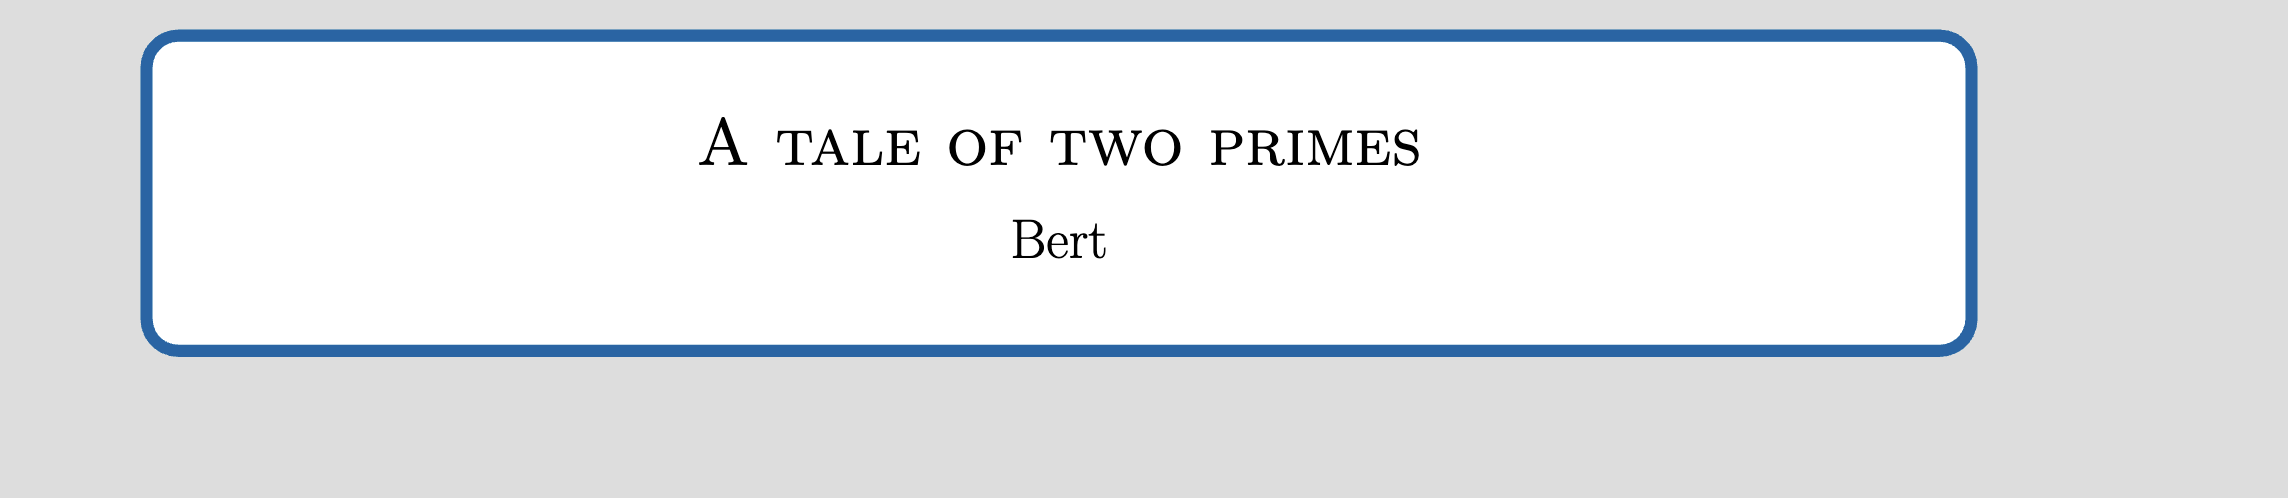 A TALE OF TWO PRIMES
Bert